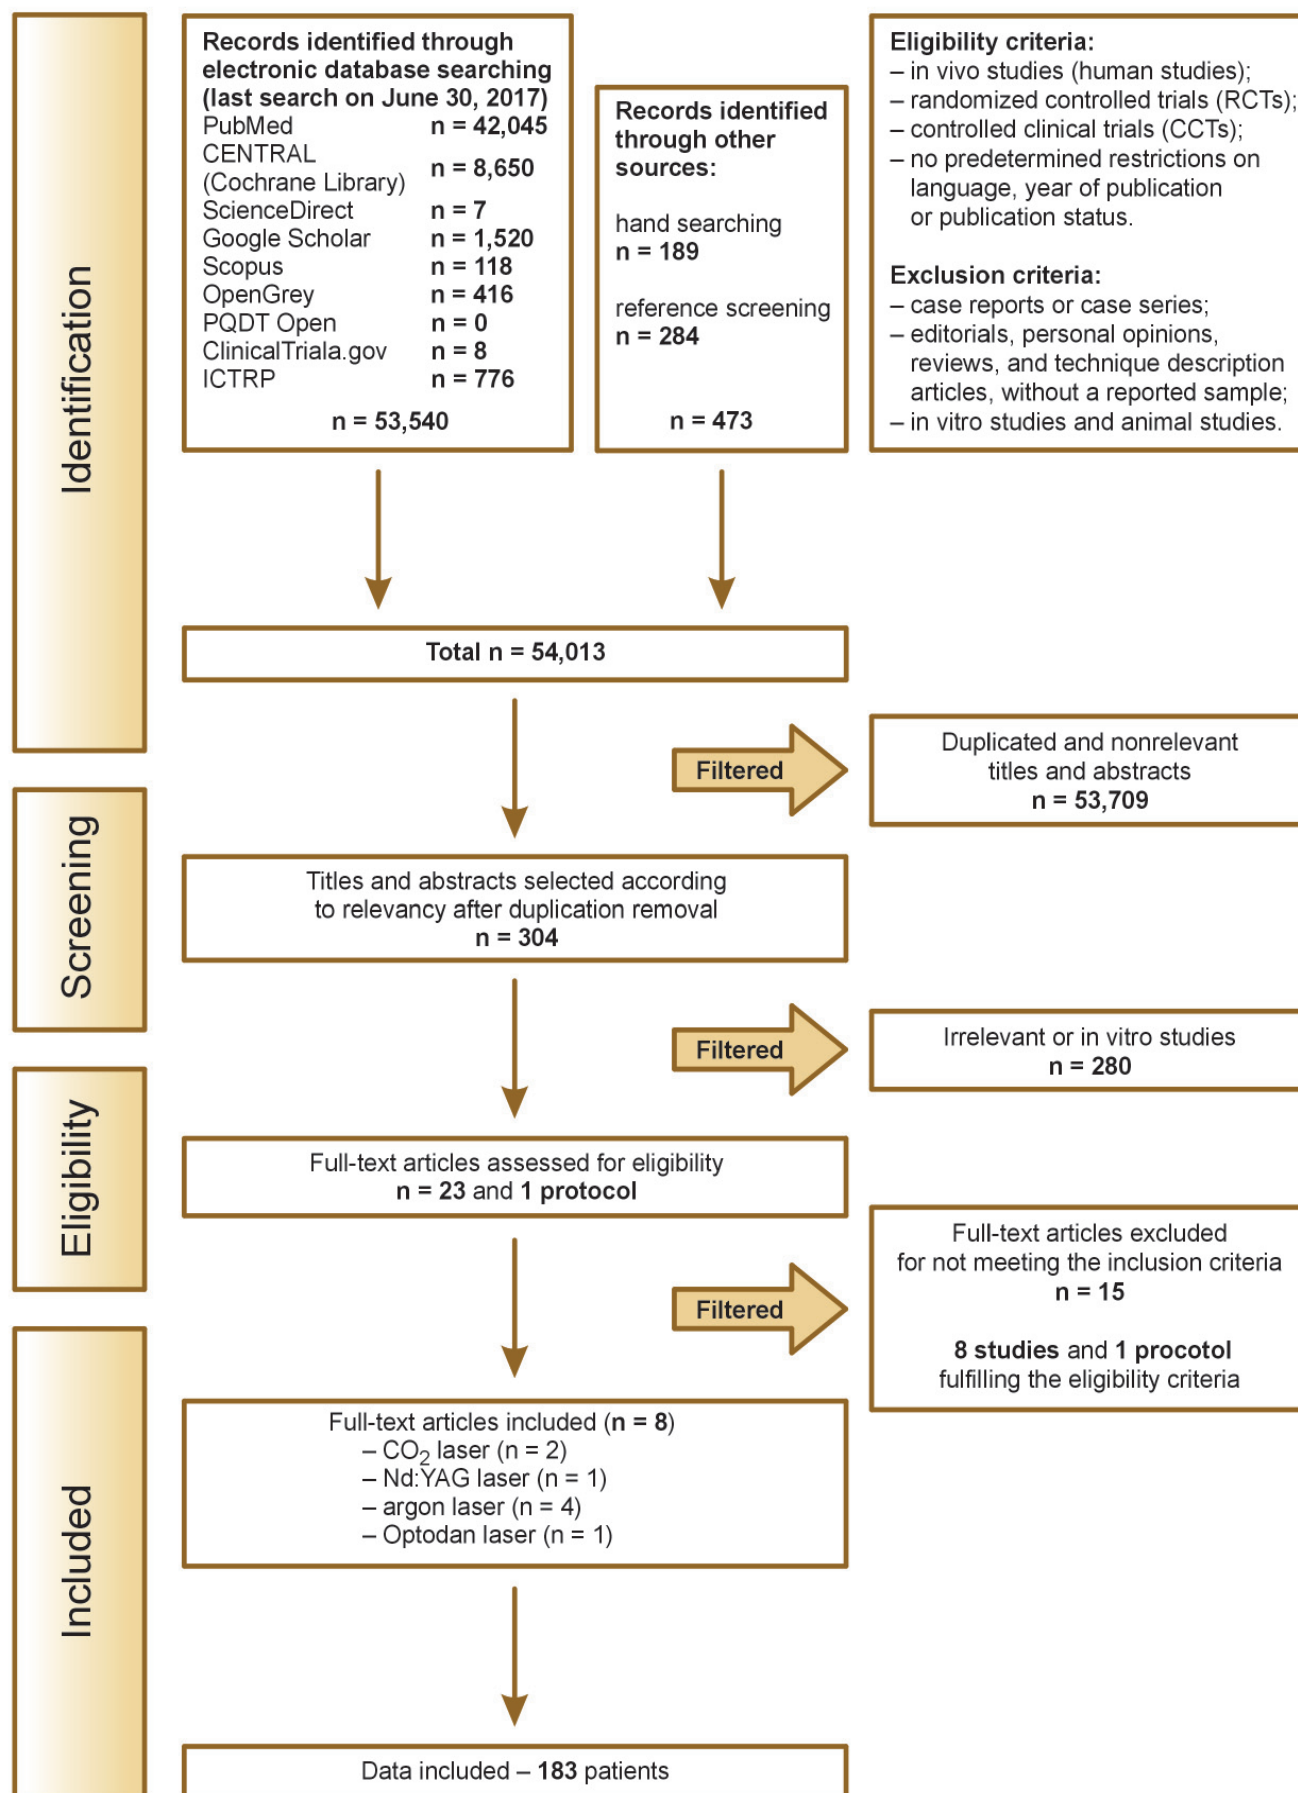 Identification
Records identified through
electronic database searching
(last search on June 30, 2017)
PubMed n = 42,045
CENTRAL
(Cochrane Library) n = 8,650
ScienceDirect n = 7
Google Scholar n = 1,520
Scopus n = 118
OpenGrey n = 416
PQDT Open n = 0
ClinicalTriala.gov n = 8
ICTRP n = 776
n = 53,540
Records identified
through other
sources:
hand searching
n = 189
reference screening
n = 284
n = 473
Eligibility criteria:
– in vivo studies (human studies);
– randomized controlled trials (RCTs);
– controlled clinical trials (CCTs);
– no predetermined restrictions on
language, year of publication
or publication status.
Exclusion criteria:
– case reports or case series;
– editorials, personal opinions,
reviews, and technique description
articles, without a reported sample;
– in vitro studies and animal studies.
Total n = 54,013
Filtered
Duplicated and nonrelevant
titles and abstracts
n = 53,709
Screening
Titles and abstracts selected according
to relevancy after duplication removal
n = 304
Filtered
Irrelevant or in vitro studies
n = 280
Eligibility
Full-text articles assessed for eligibility
n = 23 and 1 protocol
Filtered
Full-text articles excluded
for not meeting the inclusion criteria
n = 15
8 studies and 1 procotol
fulfilling the eligibility criteria
Included
Full-text articles included (n = 8)
– CO₂ laser (n = 2)
– Nd:YAG laser (n = 1)
– argon laser (n = 4)
– Optodan laser (n = 1)
Data included – 183 patients